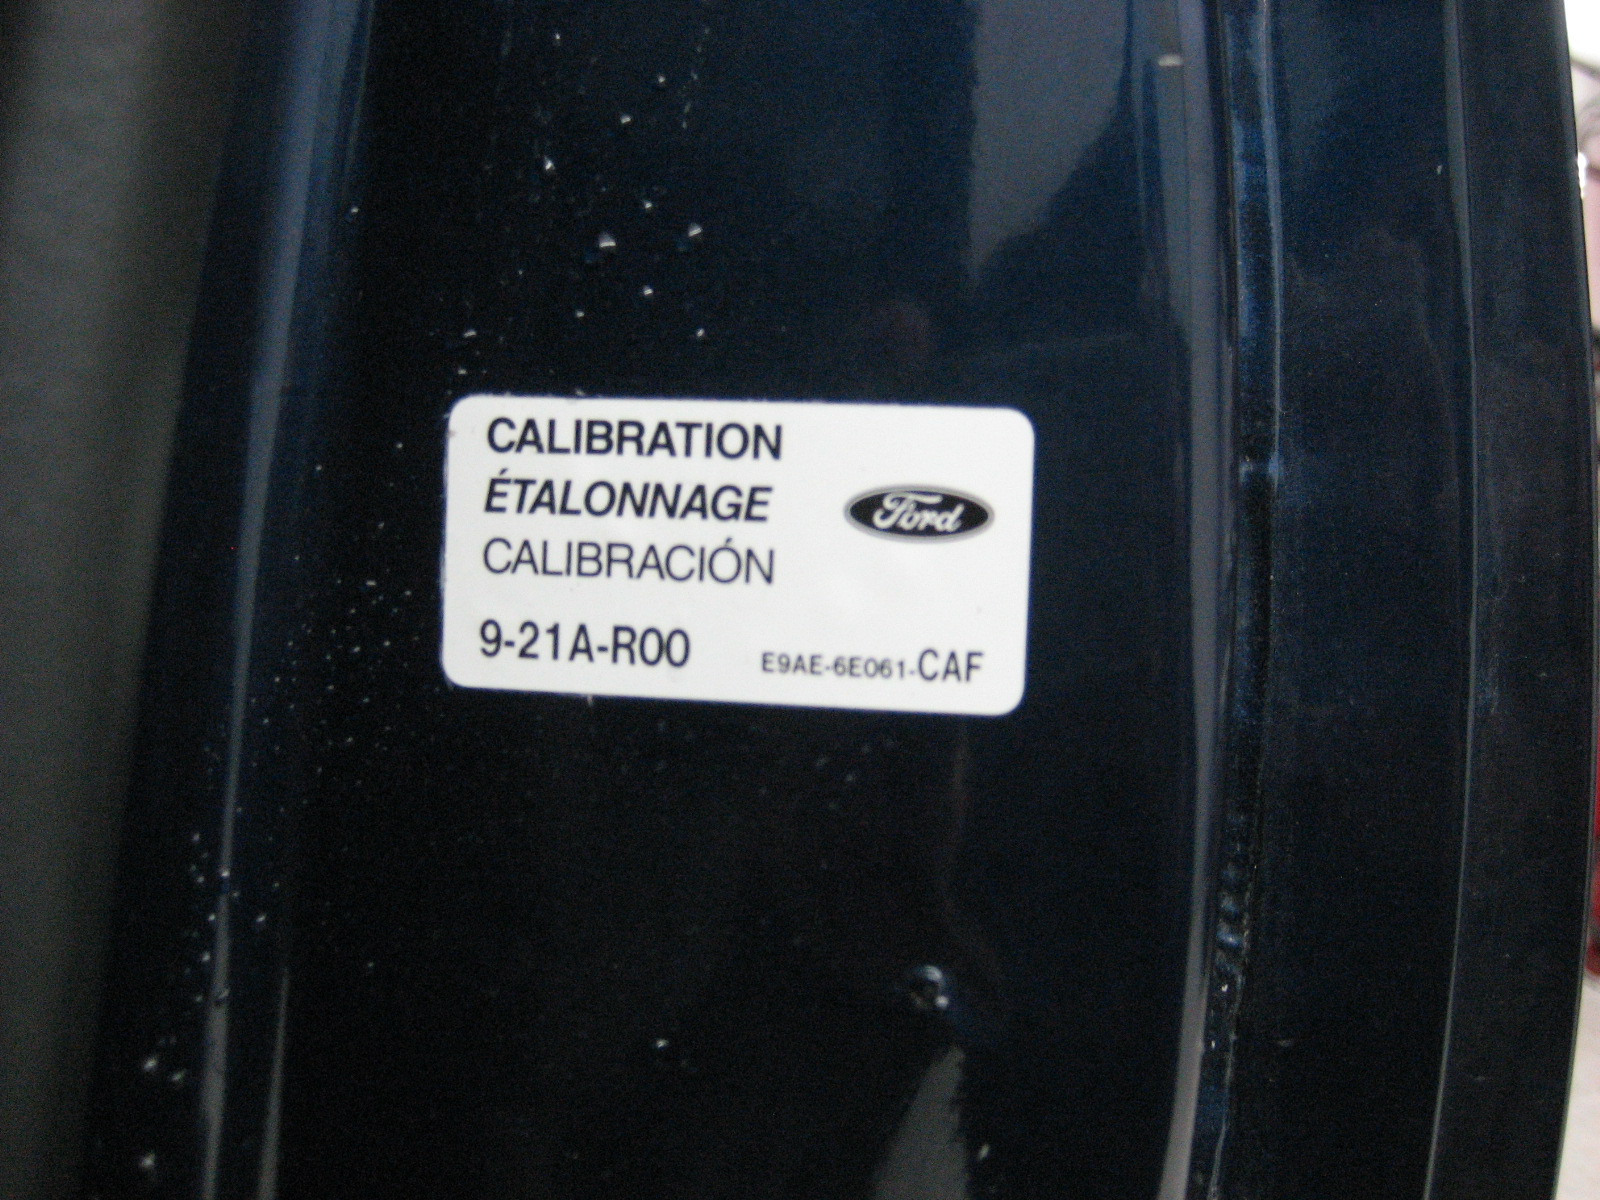 CALIBRATION
ÉTALONNAGE
CALIBRACIÓN
Ford
9-21A-R00
E9AE-6E061-CAF